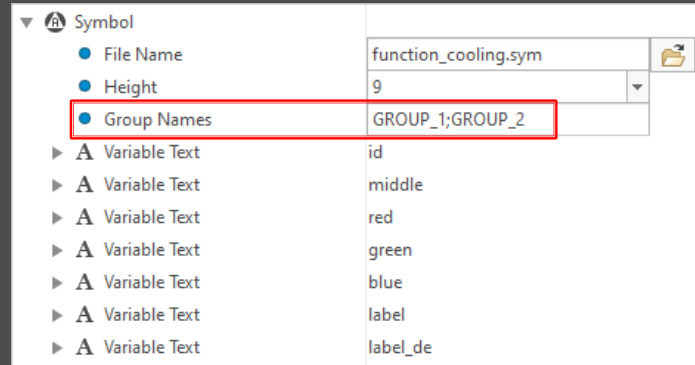 Symbol
File Name function_cooling.sym
Height 9
Group Names GROUP_1;GROUP_2
A Variable Text id
A Variable Text middle
A Variable Text red
A Variable Text green
A Variable Text blue
A Variable Text label
A Variable Text label_de